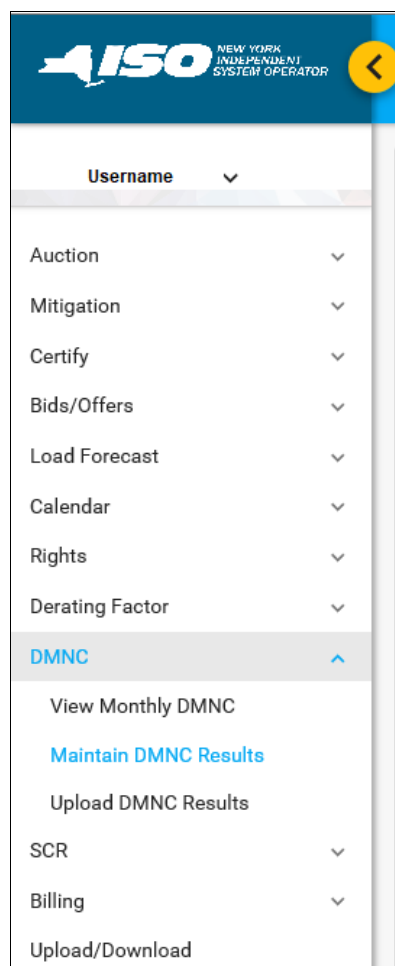 ISO
NEW YORK
INDEPENDENT
SYSTEM OPERATOR
Username
Auction
Mitigation
Certify
Bids/Offers
Load Forecast
Calendar
Rights
Derating Factor
DMNC
View Monthly DMNC
Maintain DMNC Results
Upload DMNC Results
SCR
Billing
Upload/Download